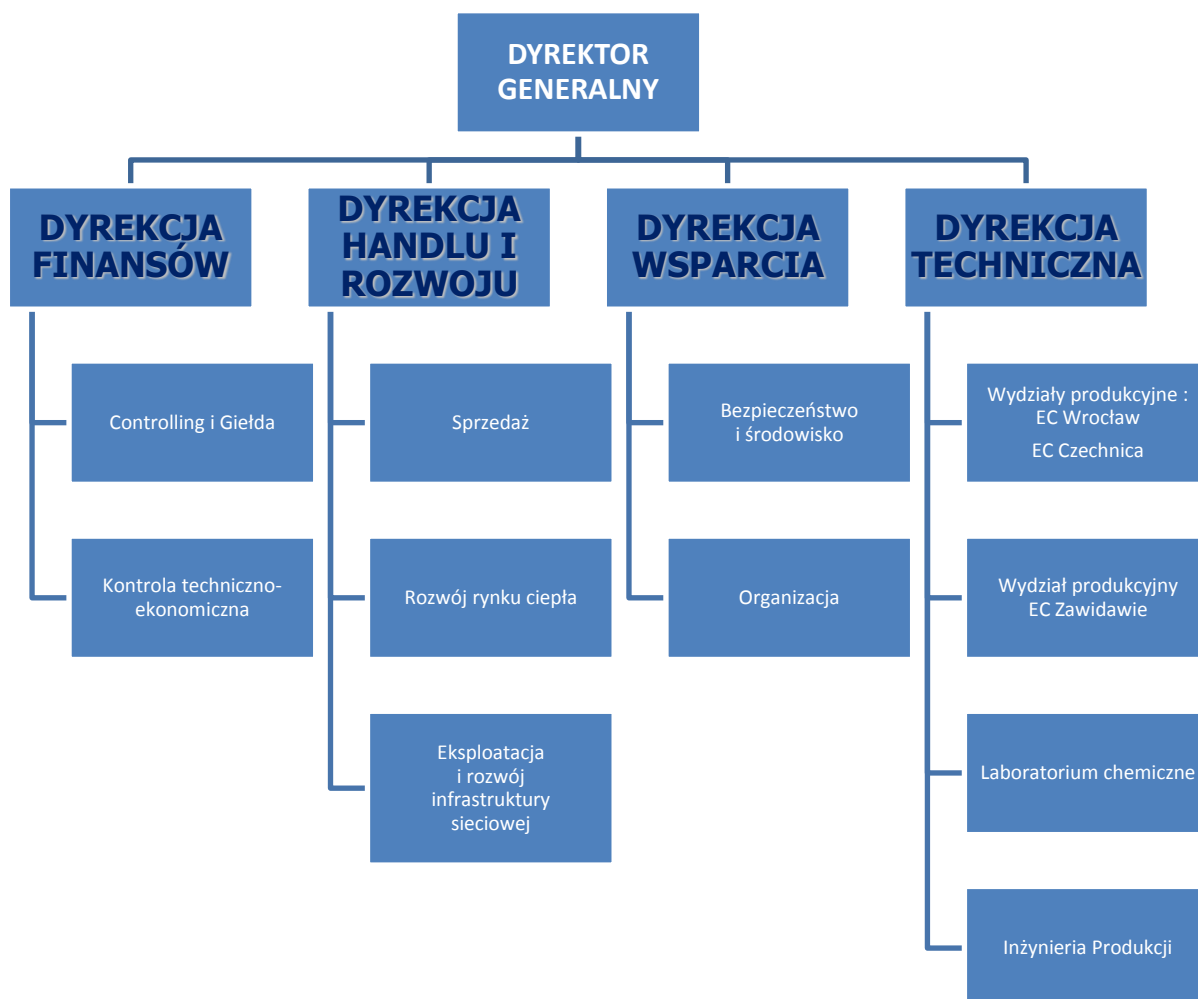 DYREKTOR
GENERALNY
DYREKCJA
FINANSÓW
DYREKCJA
HANDLU I
ROZWOJU
DYREKCJA
WSPARCIA
DYREKCJA
TECHNICZNA
Controlling i Giełda
Kontrola techniczno-
ekonomiczna
Sprzedaż
Rozwój rynku ciepła
Eksploatacja
i rozwój
infrastruktury
sieciowej
Bezpieczeństwo
i środowisko
Organizacja
Wydziały produkcyjne :
EC Wrocław
EC Czechnica
Wydział produkcyjny
EC Zawidawie
Laboratorium chemiczne
Inżynieria Produkcji